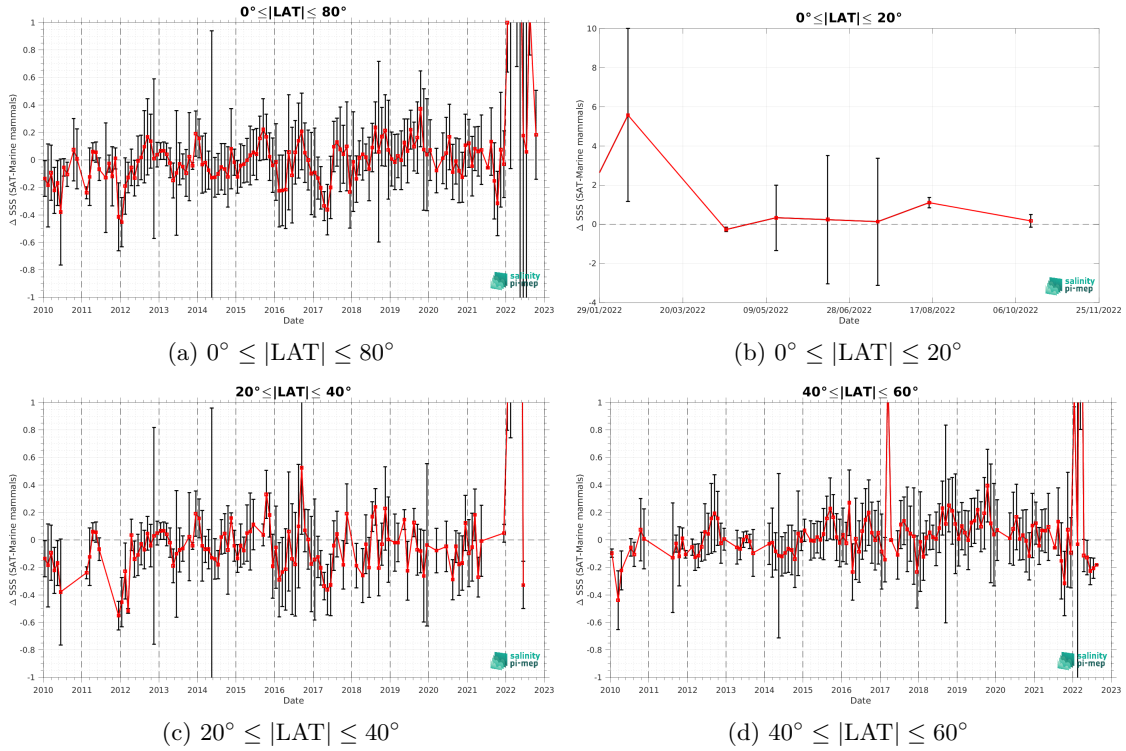 0°≤|LAT|≤ 80°
Δ SSS (SAT-Marine mammals)
1
0.8
0.6
0.4
0.2
0
-0.2
-0.4
-0.6
-0.8
-1
2010 2011 2012 2013 2014 2015 2016 2017 2018 2019 2020 2021 2022 2023
Date
salinity
pi-mep
(a) 0° ≤ |LAT| ≤ 80°
0°≤|LAT|≤ 20°
Δ SSS (SAT-Marine mammals)
10
8
6
4
2
0
-2
-4
29/01/2022 20/03/2022 09/05/2022 28/06/2022 17/08/2022 06/10/2022 25/11/2022
Date
salinity
pi-mep
(b) 0° ≤ |LAT| ≤ 20°
20°≤|LAT|≤ 40°
Δ SSS (SAT-Marine mammals)
1
0.8
0.6
0.4
0.2
0
-0.2
-0.4
-0.6
-0.8
-1
2010 2011 2012 2013 2014 2015 2016 2017 2018 2019 2020 2021 2022 2023
Date
salinity
pi-mep
(c) 20° ≤ |LAT| ≤ 40°
40°≤|LAT|≤ 60°
Δ SSS (SAT-Marine mammals)
1
0.8
0.6
0.4
0.2
0
-0.2
-0.4
-0.6
-0.8
-1
2010 2011 2012 2013 2014 2015 2016 2017 2018 2019 2020 2021 2022 2023
Date
salinity
pi-mep
(d) 40° ≤ |LAT| ≤ 60°